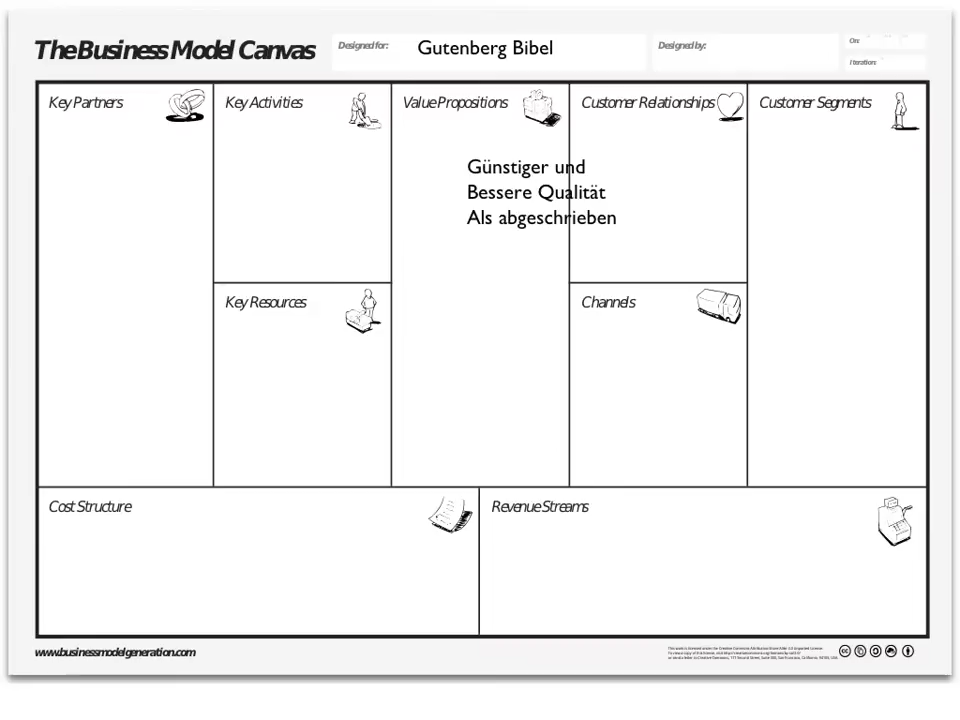 The Business Model Canvas
Designed for:
Gutenberg Bibel
Designed by:
On:
Iteration:
Key Partners
Key Activities
Value Propositions
Customer Relationships
Customer Segments
Günstiger und
Bessere Qualität
Als abgeschrieben
Key Resources
Channels
Cost Structure
Revenue Streams
www.businessmodelgeneration.com